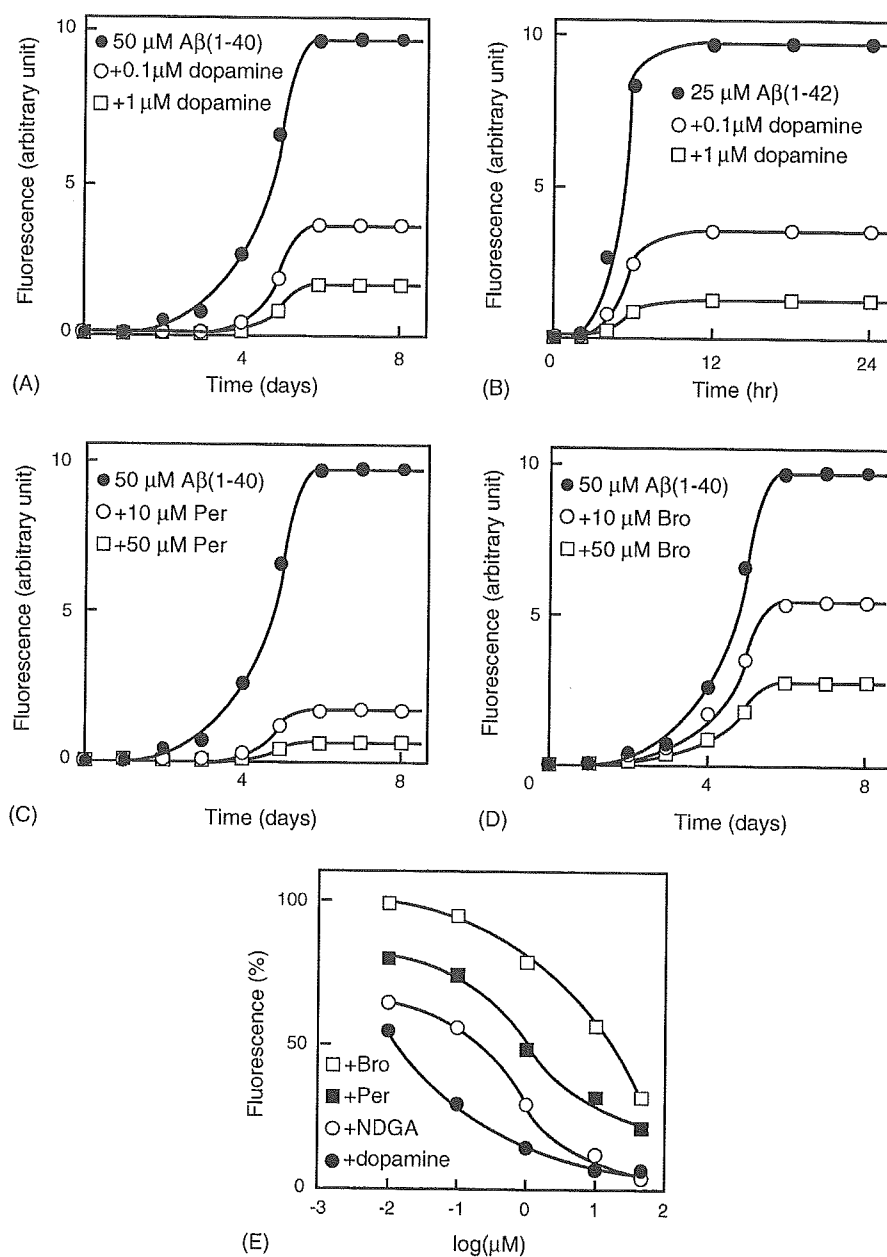 10
50 μM Aβ(1-40)
+0.1μM dopamine
+1 μM dopamine
5
0
4
8
Fluorescence (arbitrary unit)
Time (days)
(A)
10
25 μM Aβ(1-42)
+0.1μM dopamine
+1 μM dopamine
5
0
12
24
Fluorescence (arbitrary unit)
Time (hr)
(B)
10
50 μM Aβ(1-40)
+10 μM Per
+50 μM Per
5
0
4
8
Fluorescence (arbitrary unit)
Time (days)
(C)
10
50 μM Aβ(1-40)
+10 μM Bro
+50 μM Bro
5
0
4
8
Fluorescence (arbitrary unit)
Time (days)
(D)
100
50
0
+Bro
+Per
+NDGA
+dopamine
-3
-2
-1
0
1
2
Fluorescence (%)
log(μM)
(E)